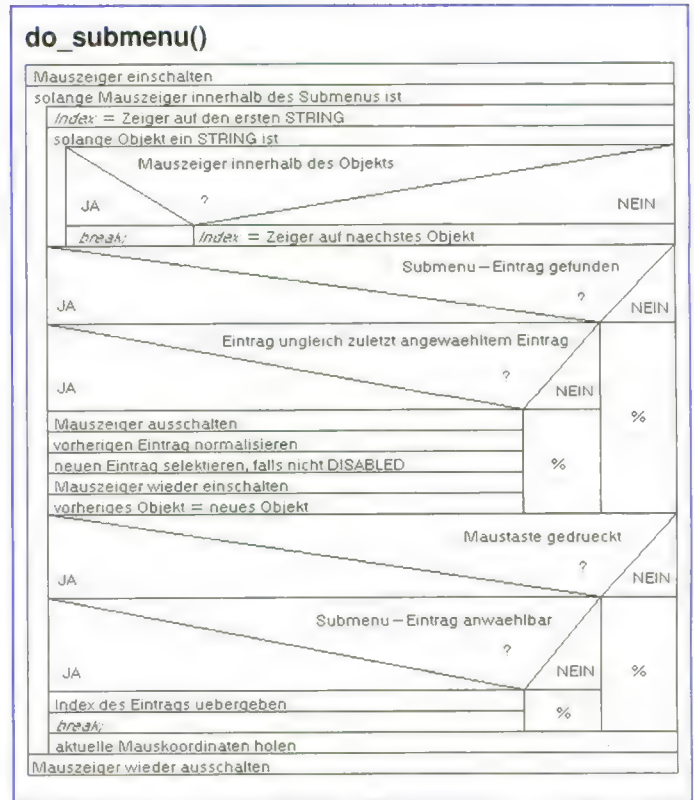 do_submenu()
Mauszeiger einschalten
solange Mauszeiger innerhalb des Submenus ist
Index = Zeiger auf den ersten STRING
solange Objekt ein STRING ist
Mauszeiger innerhalb des Objekts
?
JA
NEIN
break;
Index = Zeiger auf naechstes Objekt
Submenu-Eintrag gefunden
?
JA
NEIN
Eintrag ungleich zuletzt angewaehltem Eintrag
?
JA
NEIN
%
Mauszeiger ausschalten
vorherigen Eintrag normalisieren
neuen Eintrag selektieren, falls nicht DISABLED
%
Mauszeiger wieder einschalten
vorheriges Objekt = neues Objekt
Maustaste gedrueckt
?
JA
NEIN
Submenu-Eintrag anwaehlbar
?
JA
NEIN
%
Index des Eintrags uebergeben
%
break;
aktuelle Mauskoordinaten holen
Mauszeiger wieder ausschalten